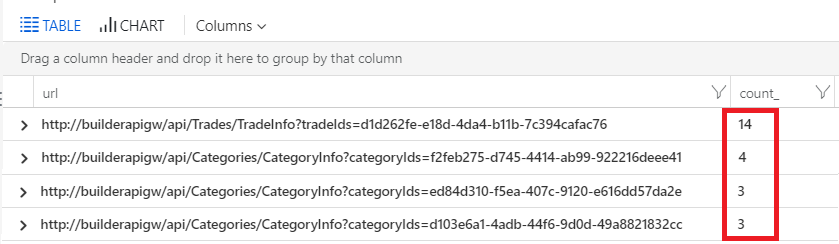 TABLE CHART Columns
Drag a column header and drop it here to group by that column
url count_
http://builderapigw/api/Trades/TradeInfo?tradeIds=d1d262fe-e18d-4da4-b11b-7c394cafac76 14
http://builderapigw/api/Categories/CategoryInfo?categoryIds=f2feb275-d745-4414-ab99-922216deee41 4
http://builderapigw/api/Categories/CategoryInfo?categoryIds=ed84d310-f5ea-407c-9120-e616dd57da2e 3
http://builderapigw/api/Categories/CategoryInfo?categoryIds=d103e6a1-4adb-44f6-9d0d-49a8821832cc 3